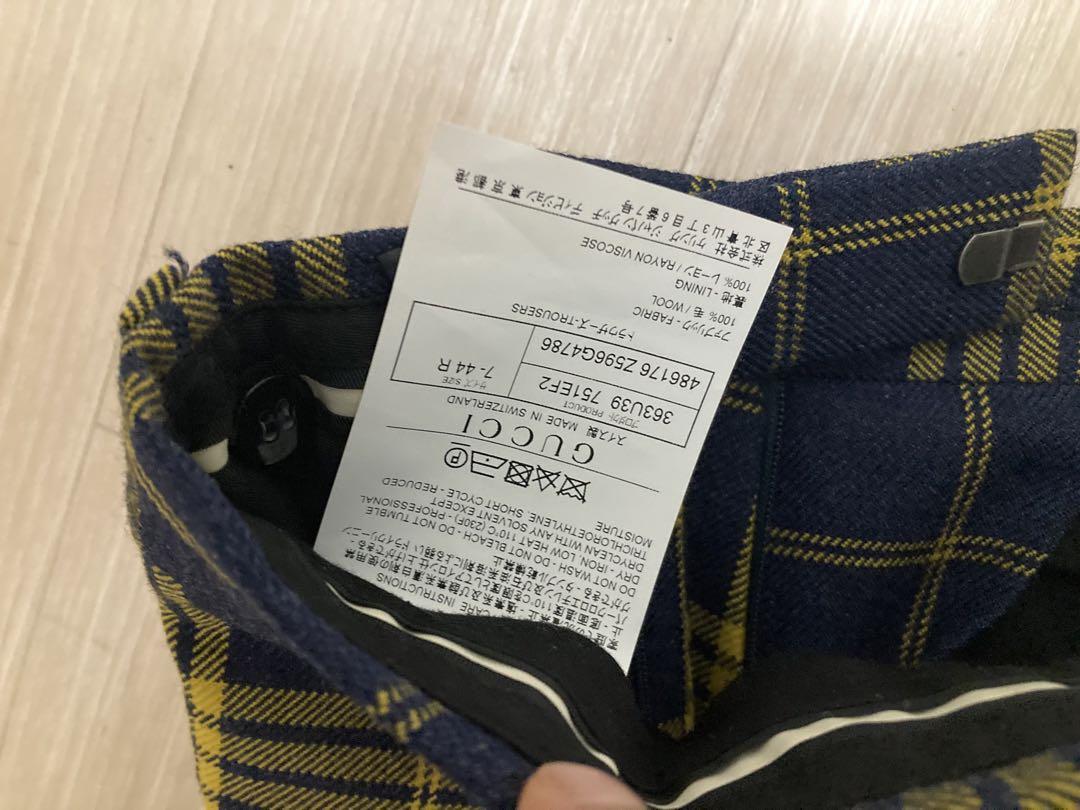 CARE INSTRUCTIONS
DO NOT WASH - DO NOT BLEACH - DO NOT TUMBLE
DRY - IRON: LOW HEAT 110°C (230F) - PROFESSIONAL
DRYCLEAN WITH ANY SOLVENT EXCEPT
TRICHLOROETHYLENE, SHORT CYCLE - REDUCED
MOISTURE
P
GUCCI
スイス製 MADE IN SWITZERLAND
プロダクト PRODUCT
サイズ SIZE
363U39 751EF2
7- 44 R
486176 Z596G4786
トラウザーズ-TROUSERS
ファブリック - FABRIC
100% 毛 / WOOL
裏地 - LINING
100% レーヨン / RAYON VISCOSE
株式会社 ケリング ジャパン グッチ ディビジョン 東京都港
区北青山3丁目6番7号